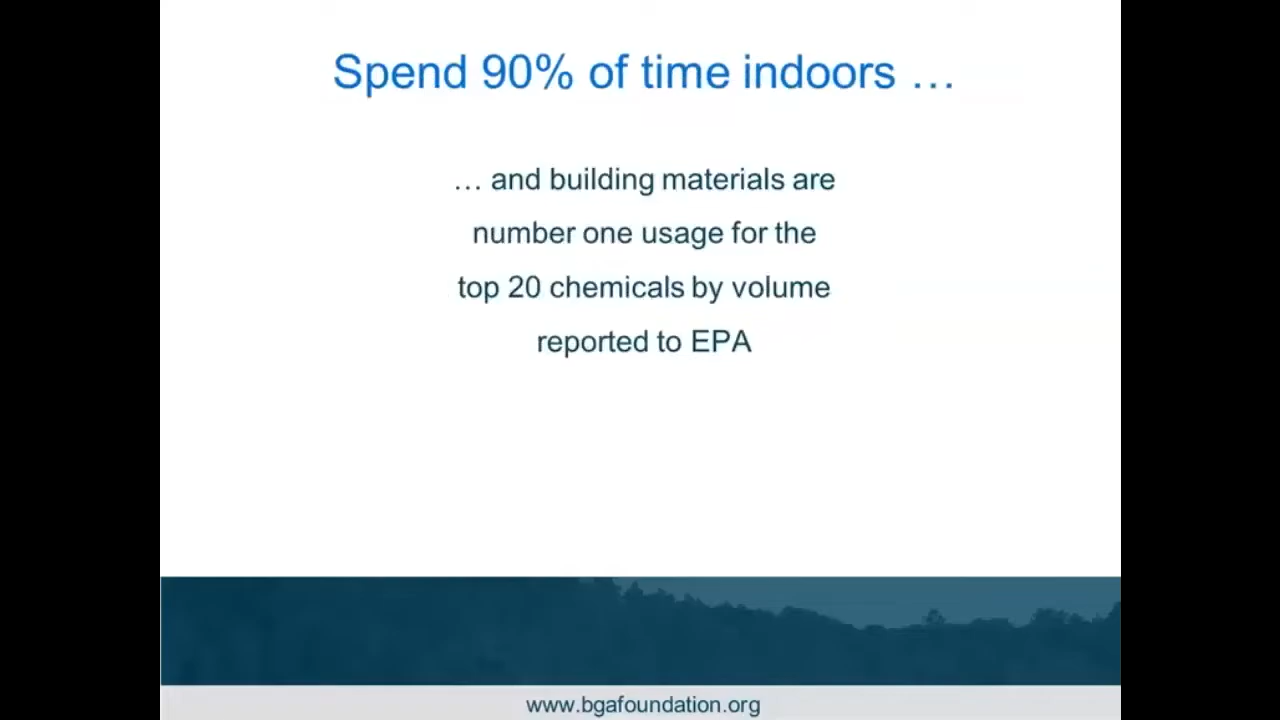 Spend 90% of time indoors …
… and building materials are
number one usage for the
top 20 chemicals by volume
reported to EPA
www.bgafoundation.org